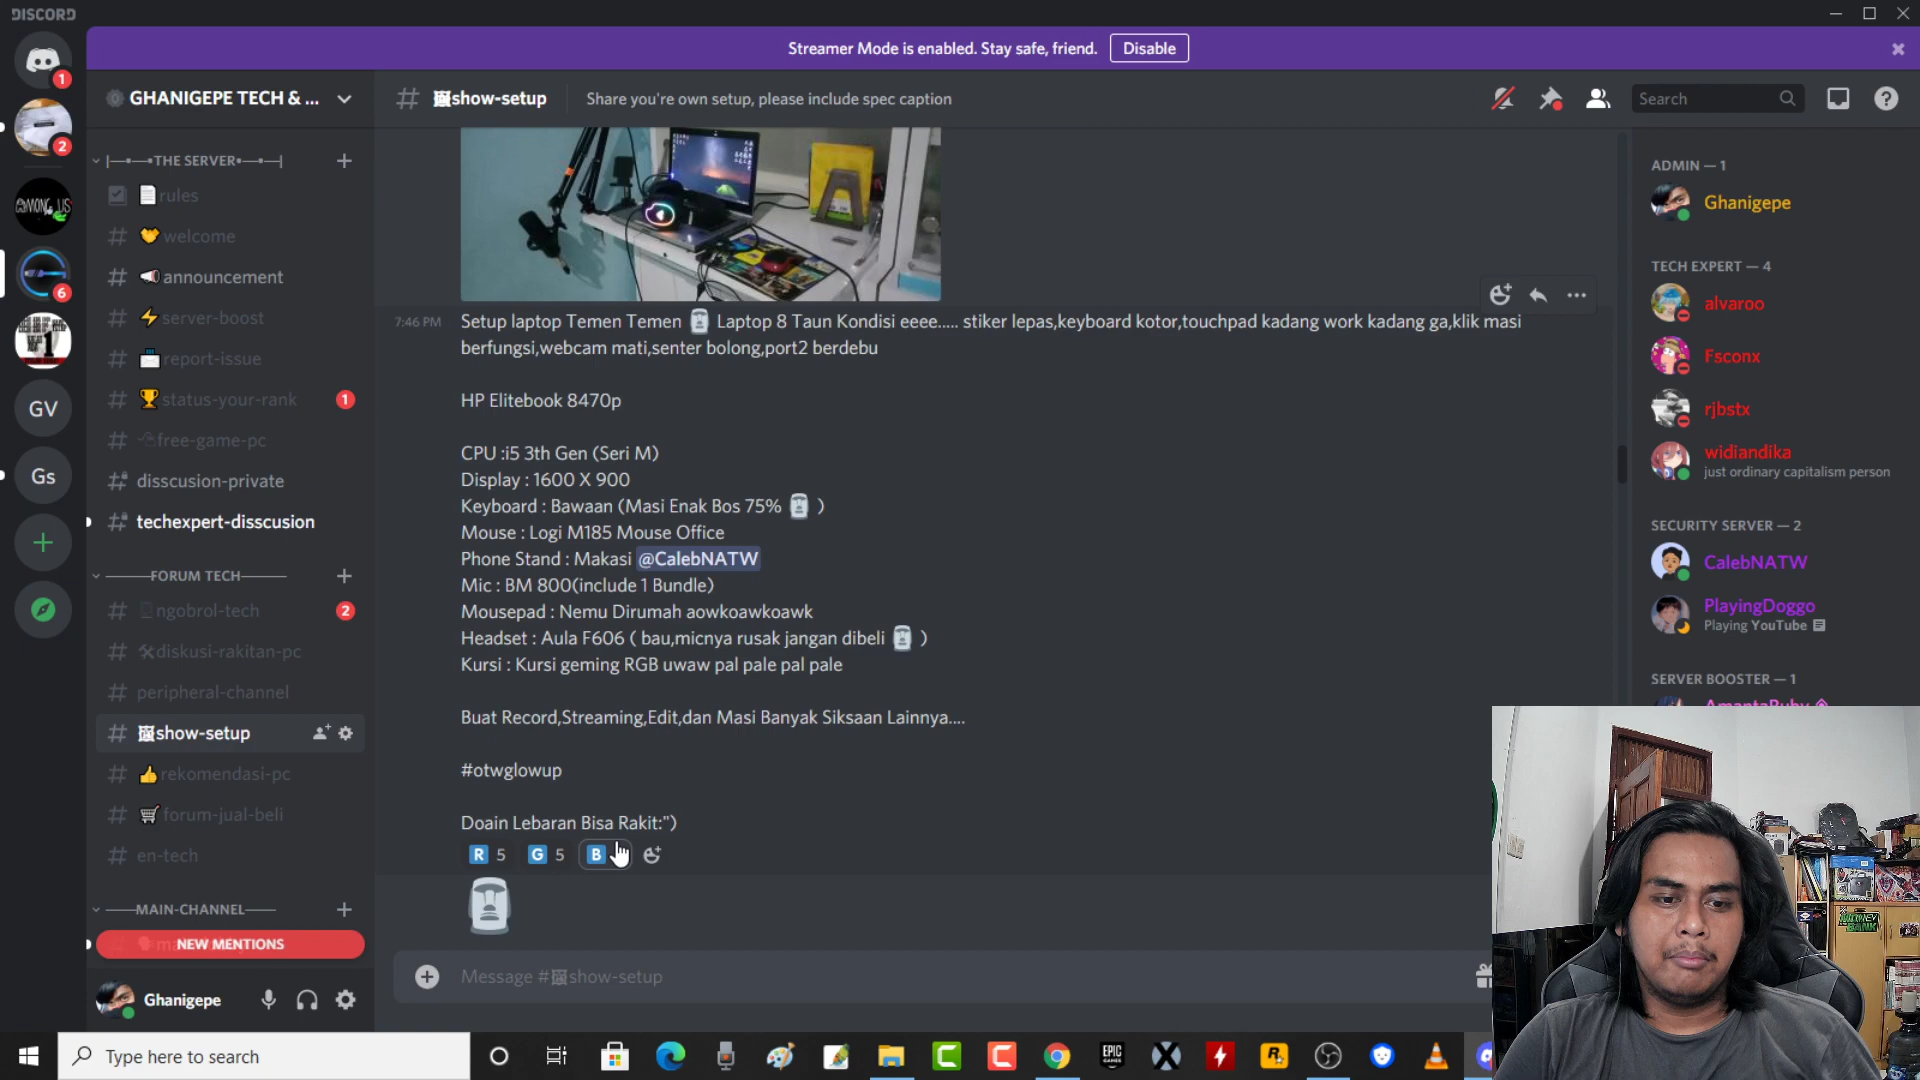 DISCORD
Streamer Mode is enabled. Stay safe, friend. Disable
GHANIGEPE TECH & ...
show-setup
Share you're own setup, please include spec caption
Search
1
2
AMONG US
6
GV
Gs
THE SERVER
rules
welcome
announcement
server-boost
report-issue
status-your-rank 1
free-game-pc
disscusion-private
techexpert-disscusion
FORUM TECH
ngobrol-tech 2
diskusi-rakitan-pc
peripheral-channel
show-setup
rekomendasi-pc
forum-jual-beli
en-tech
MAIN-CHANNEL
NEW MENTIONS
Ghanigepe
7:46 PM Setup laptop Temen Temen 🗿 Laptop 8 Taun Kondisi eeee..... stiker lepas,keyboard kotor,touchpad kadang work kadang ga,klik masi
berfungsi,webcam mati,senter bolong,port2 berdebu
HP Elitebook 8470p
CPU :i5 3th Gen (Seri M)
Display : 1600 X 900
Keyboard : Bawaan (Masi Enak Bos 75% 🗿 )
Mouse : Logi M185 Mouse Office
Phone Stand : Makasi @CalebNATW
Mic : BM 800(include 1 Bundle)
Mousepad : Nemu Dirumah aowkoawkoawk
Headset : Aula F606 ( bau,micnya rusak jangan dibeli 🗿 )
Kursi : Kursi geming RGB uwaw pal pale pal pale
Buat Record,Streaming,Edit,dan Masi Banyak Siksaan Lainnya....
#otwglowup
Doain Lebaran Bisa Rakit:")
R 5 G 5 B
Message #show-setup
ADMIN — 1
Ghanigepe
TECH EXPERT — 4
alvaroo
Fsconx
rjbstx
widiandika
just ordinary capitalism person
SECURITY SERVER — 2
CalebNATW
PlayingDoggo
Playing YouTube
SERVER BOOSTER — 1
Type here to search
EPIC GAMES